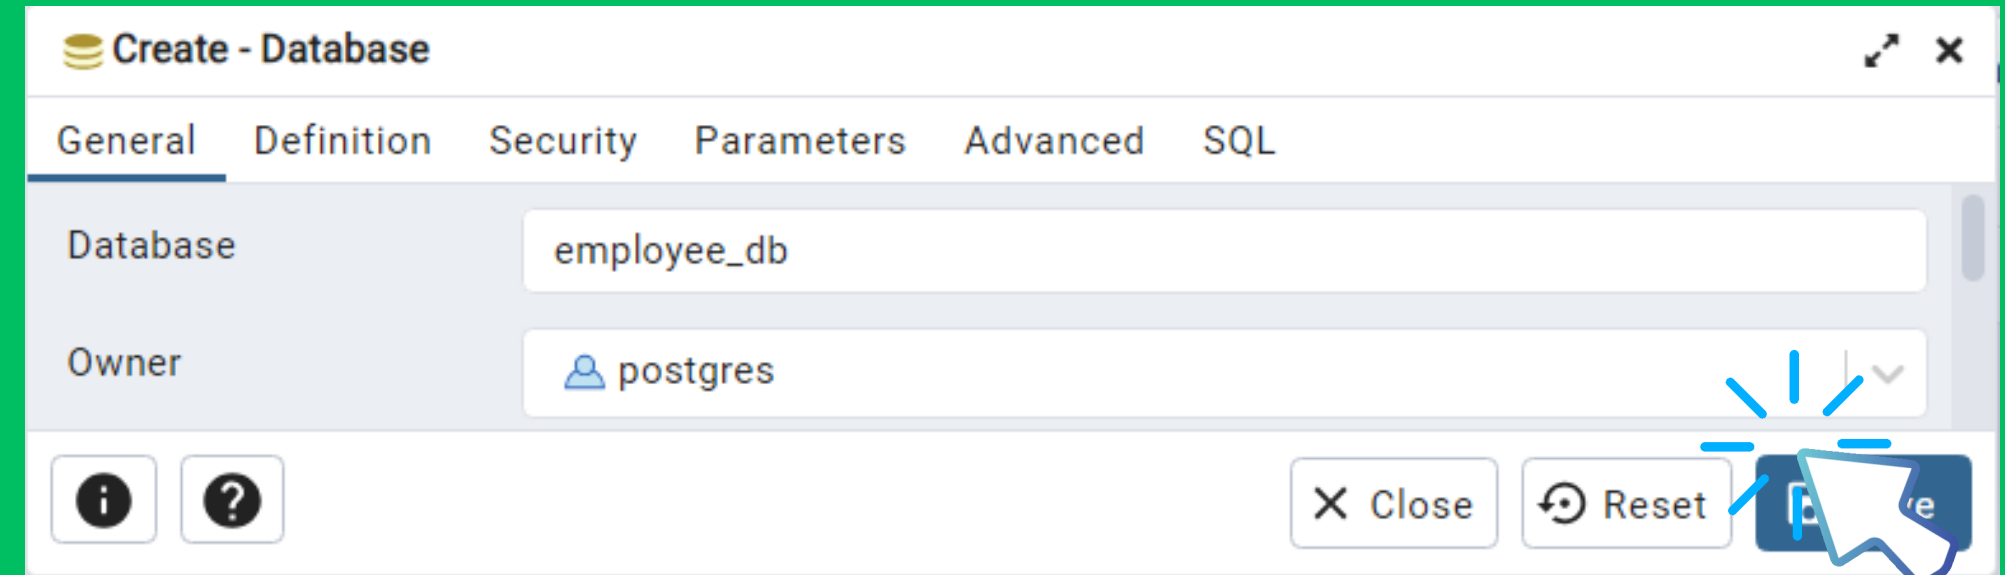 Create - Database
General Definition Security Parameters Advanced SQL
Database employee_db
Owner postgres
Close Reset